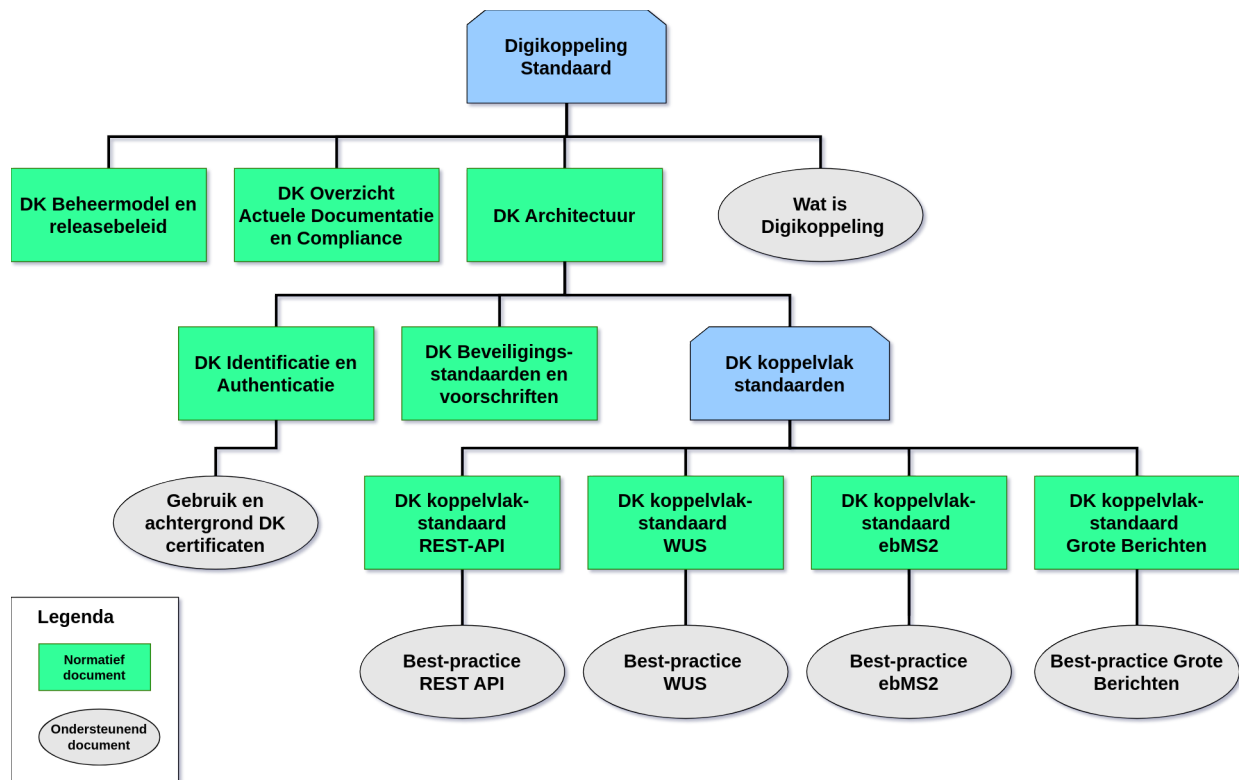 Digikoppeling
Standaard
DK Beheermodel en
releasebeleid
DK Overzicht
Actuele Documentatie
en Compliance
DK Architectuur
Wat is
Digikoppeling
DK Identificatie en
Authenticatie
DK Beveiligings-
standaarden en
voorschriften
DK koppelvlak
standaarden
Gebruik en
achtergrond DK
certificaten
DK koppelvlak-
standaard
REST-API
DK koppelvlak-
standaard
WUS
DK koppelvlak-
standaard
ebMS2
DK koppelvlak-
standaard
Grote Berichten
Best-practice
REST API
Best-practice
WUS
Best-practice
ebMS2
Best-practice Grote
Berichten
Legenda
Normatief
document
Ondersteunend
document